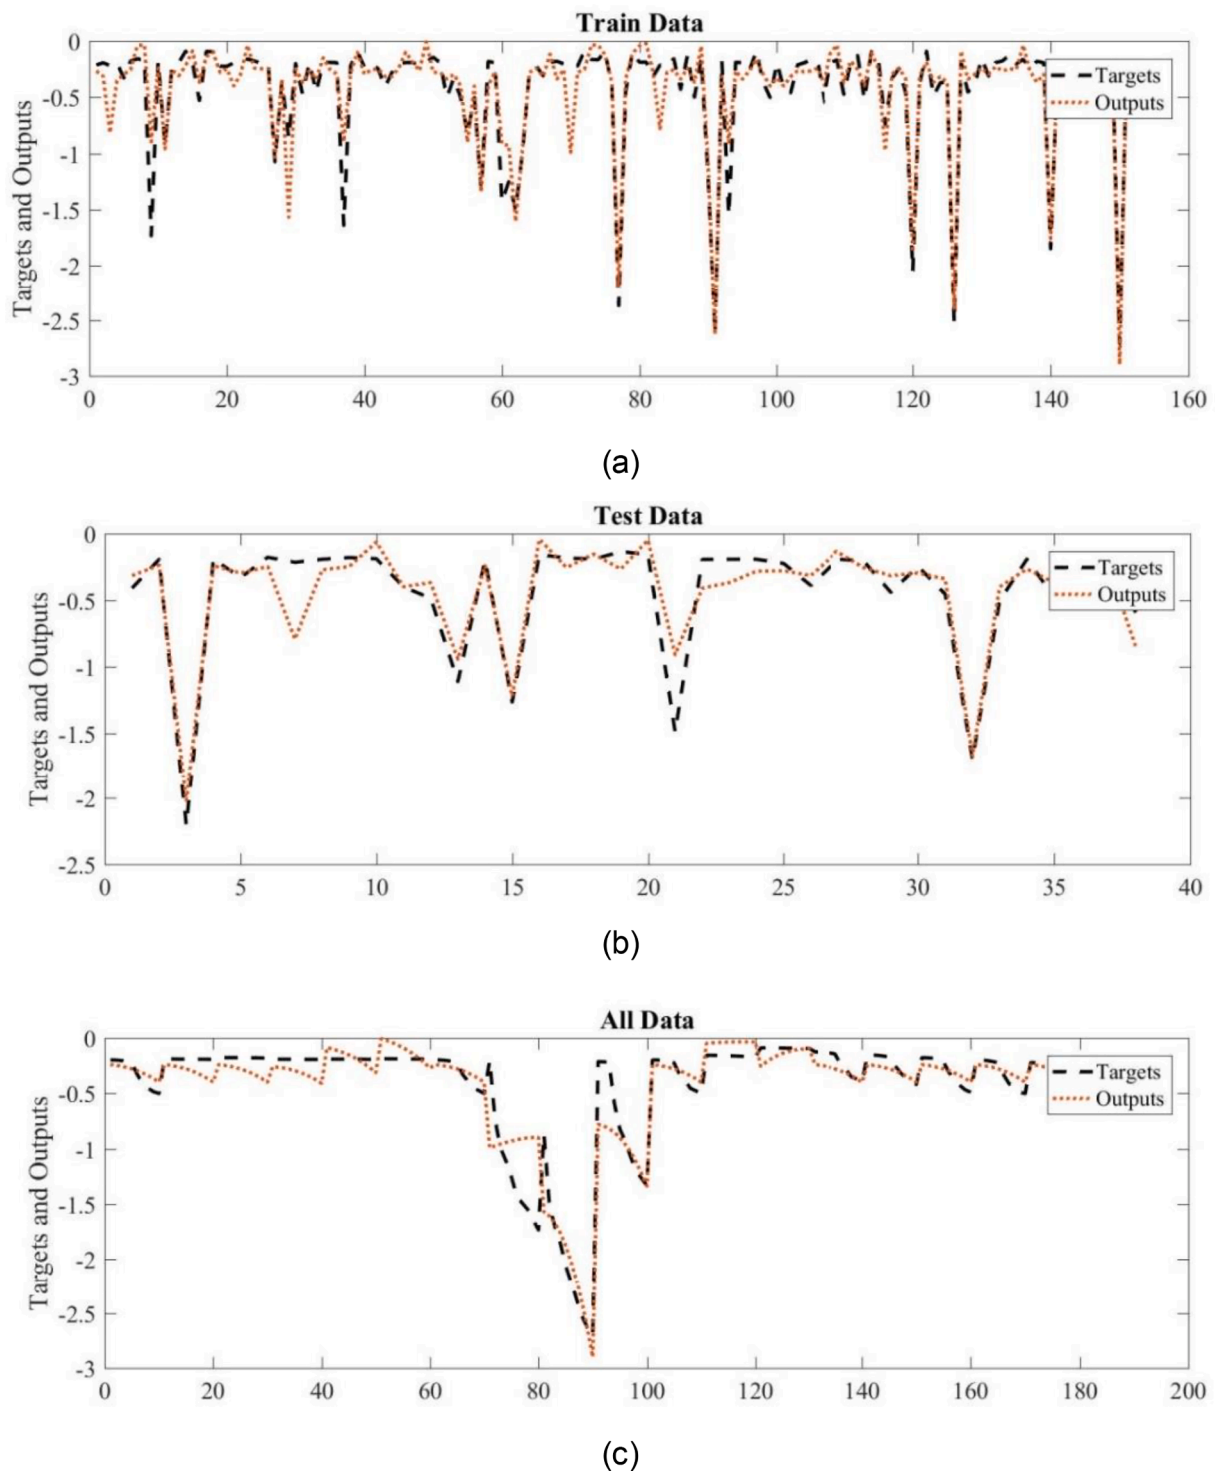 Train Data
Targets and Outputs
0
-0.5
-1
-1.5
-2
-2.5
-3
Targets
Outputs
0 20 40 60 80 100 120 140 160
(a)
Test Data
Targets and Outputs
0
-0.5
-1
-1.5
-2
-2.5
Targets
Outputs
0 5 10 15 20 25 30 35 40
(b)
All Data
Targets and Outputs
0
-0.5
-1
-1.5
-2
-2.5
-3
Targets
Outputs
0 20 40 60 80 100 120 140 160 180 200
(c)